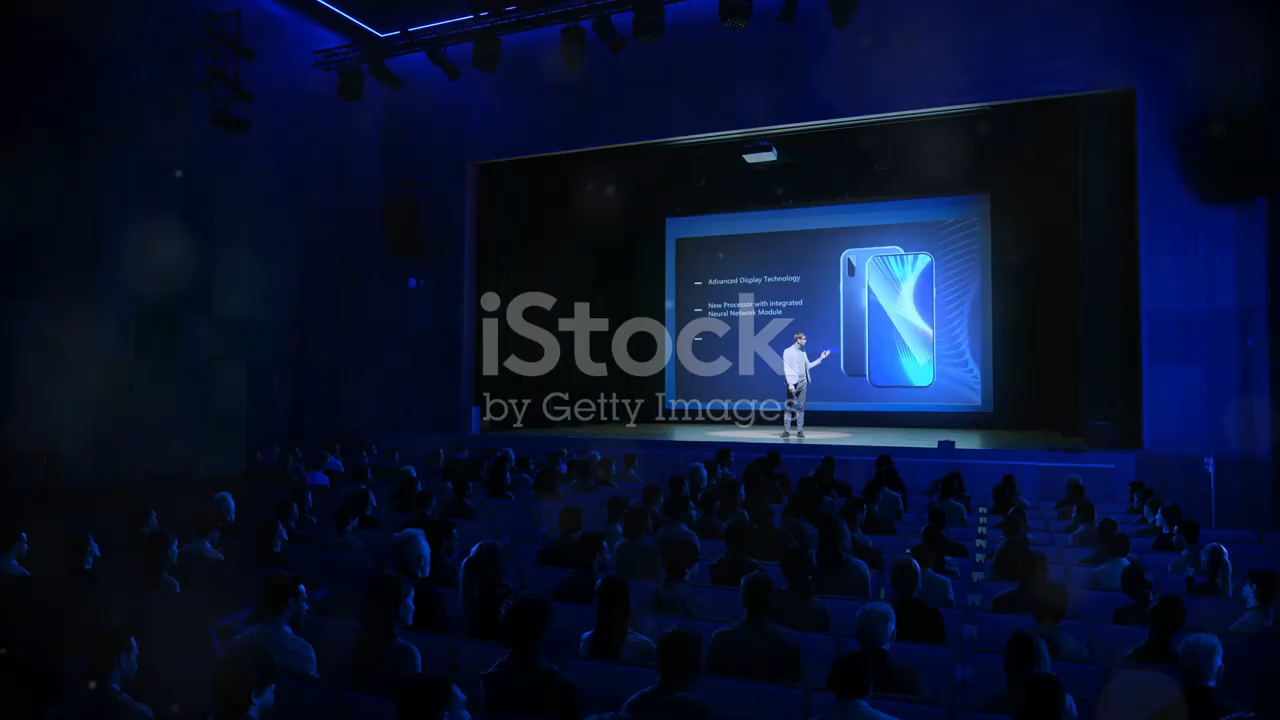 Advanced Display Technology
New Processor with integrated
Neural Network Module
iStock
by Getty Images